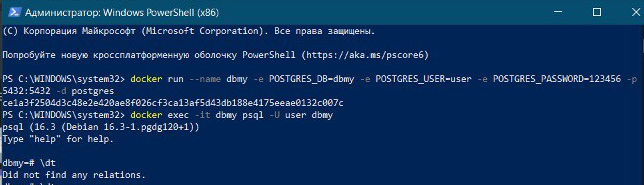 Администратор: Windows PowerShell (x86)
(C) Корпорация Майкрософт (Microsoft Corporation). Все права защищены.
Попробуйте новую кроссплатформенную оболочку PowerShell (https://aka.ms/pscore6)
PS C:\WINDOWS\system32> docker run --name dbmy -e POSTGRES_DB=dbmy -e POSTGRES_USER=user -e POSTGRES_PASSWORD=123456 -p
5432:5432 -d postgres
ce1a3f2504d3c48e2e420ae8f026cf3ca13af5d43db188e4175eeae0132c007c
PS C:\WINDOWS\system32> docker exec -it dbmy psql -U user dbmy
psql (16.3 (Debian 16.3-1.pgdg120+1))
Type "help" for help.
dbmy=# \dt
Did not find any relations.